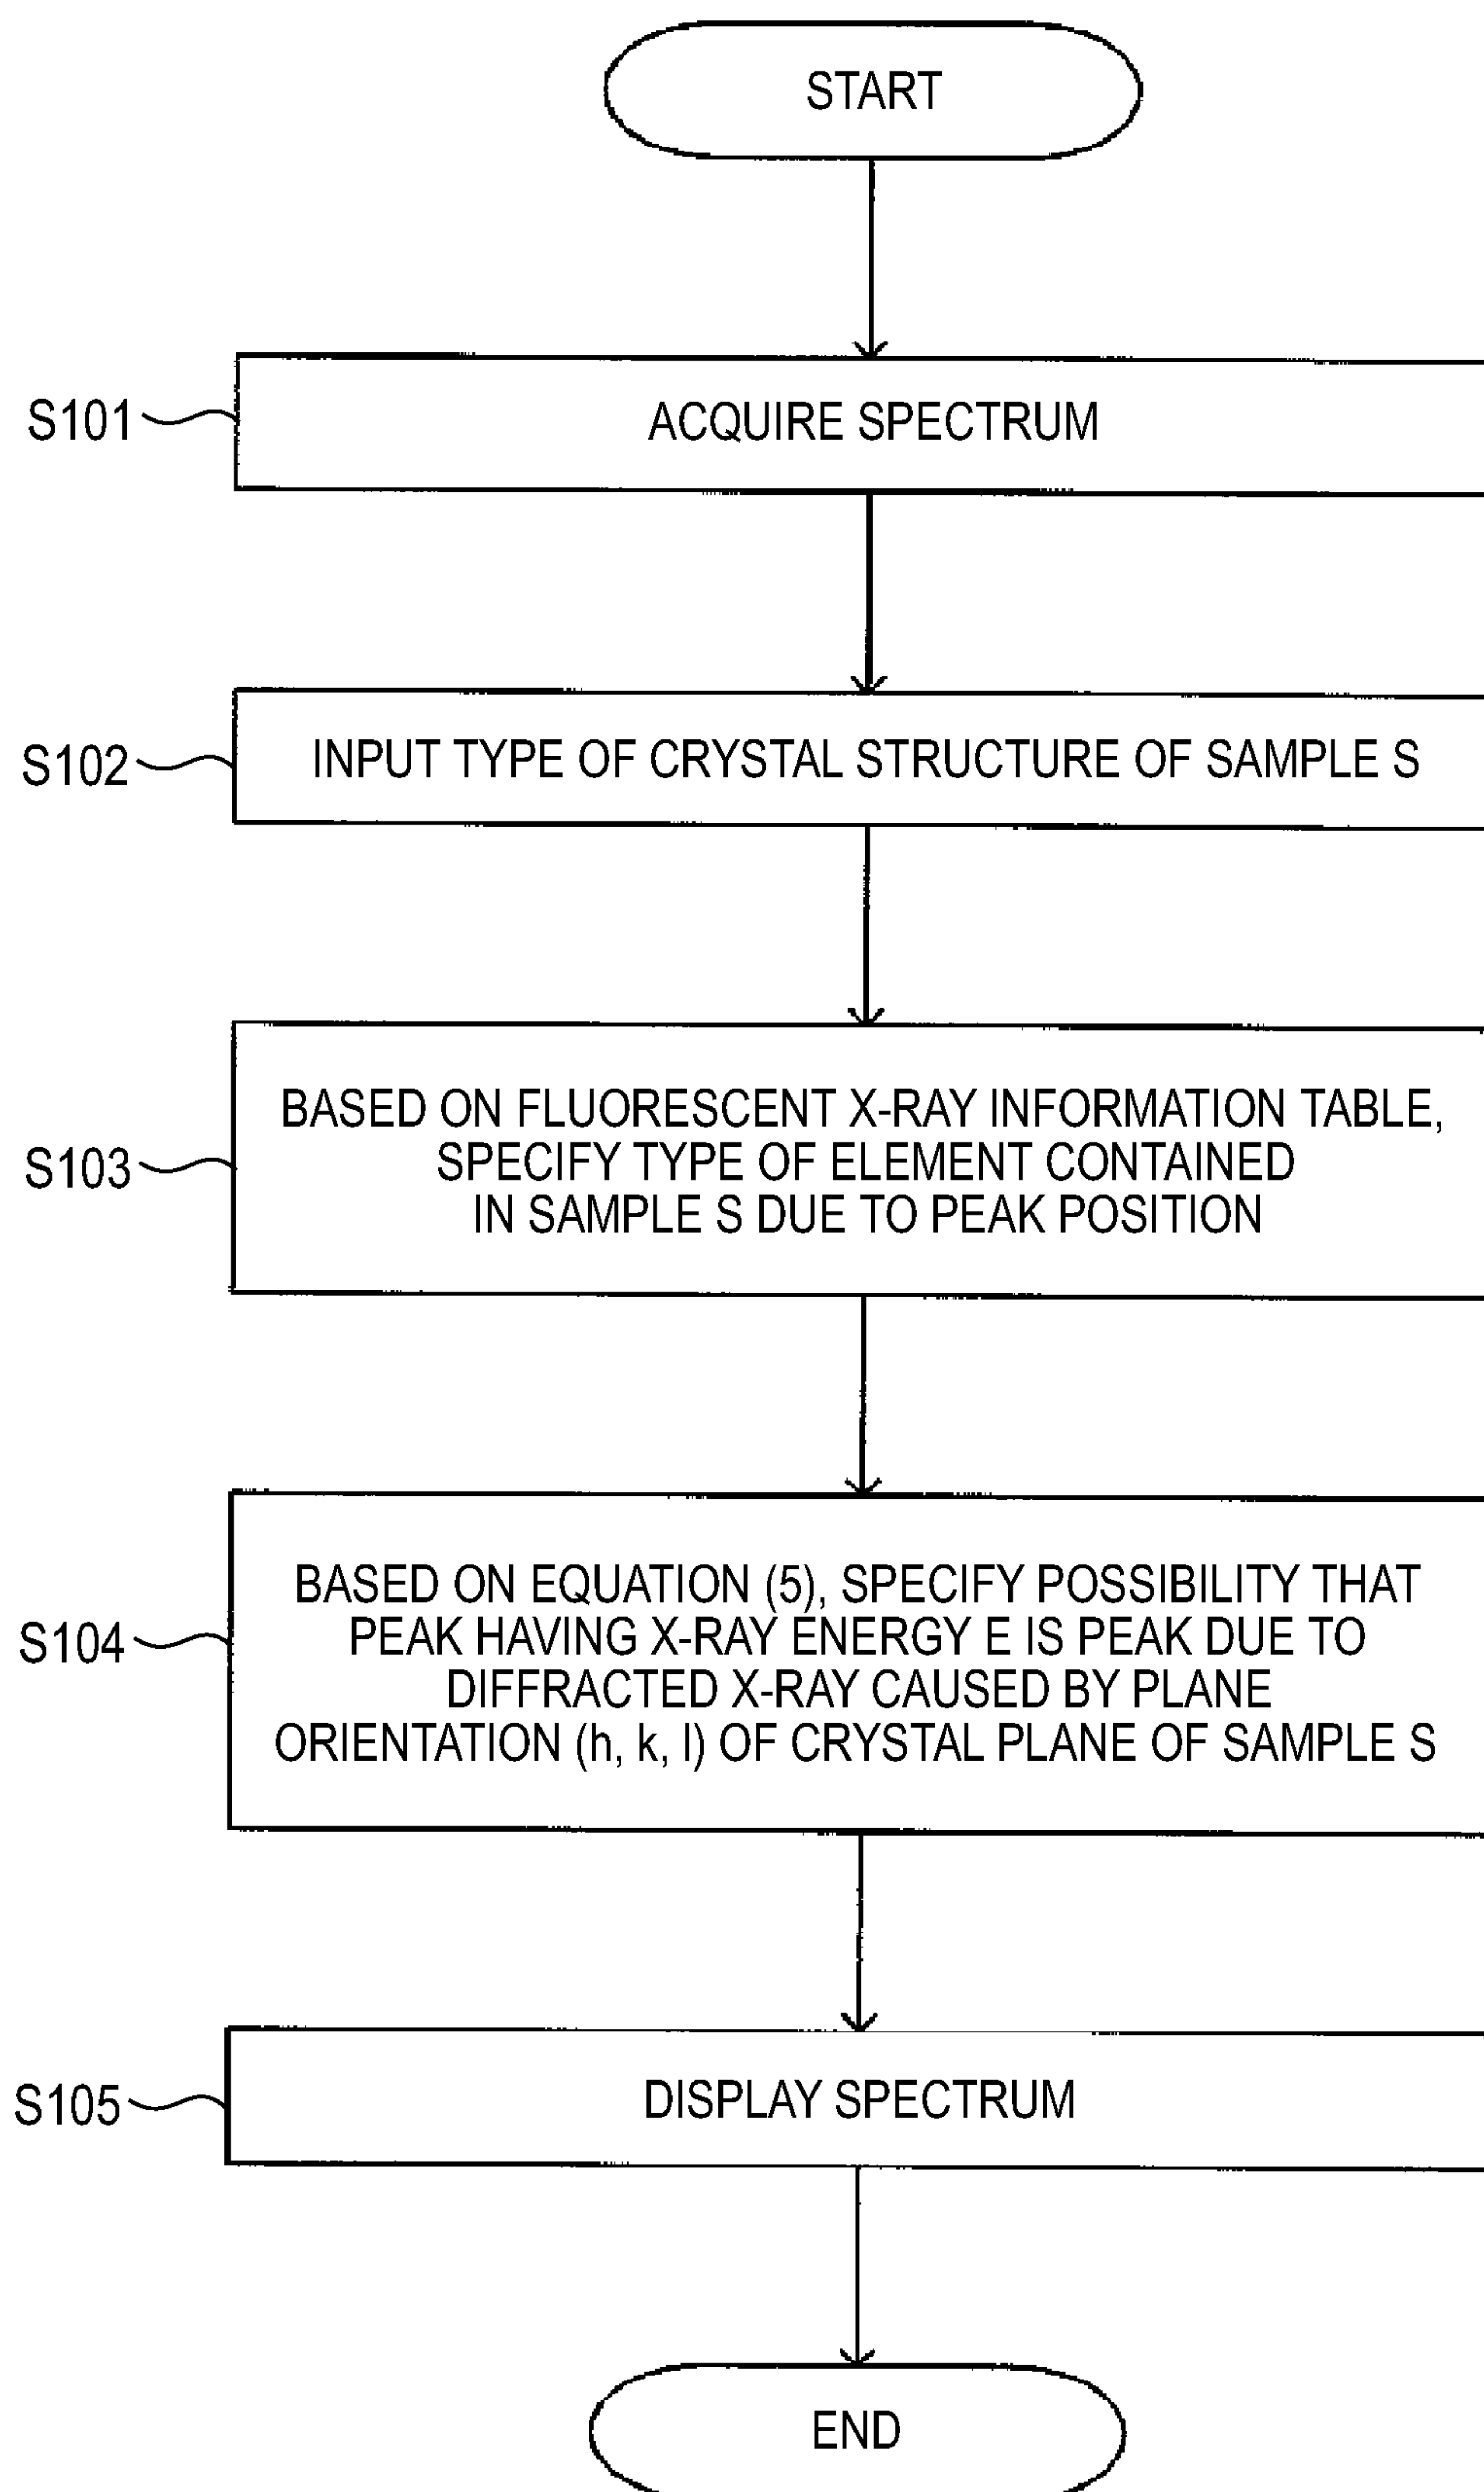 START
S101
ACQUIRE SPECTRUM
S102
INPUT TYPE OF CRYSTAL STRUCTURE OF SAMPLE S
S103
BASED ON FLUORESCENT X-RAY INFORMATION TABLE,
SPECIFY TYPE OF ELEMENT CONTAINED
IN SAMPLE S DUE TO PEAK POSITION
S104
BASED ON EQUATION (5), SPECIFY POSSIBILITY THAT
PEAK HAVING X-RAY ENERGY E IS PEAK DUE TO
DIFFRACTED X-RAY CAUSED BY PLANE
ORIENTATION (h, k, l) OF CRYSTAL PLANE OF SAMPLE S
S105
DISPLAY SPECTRUM
END